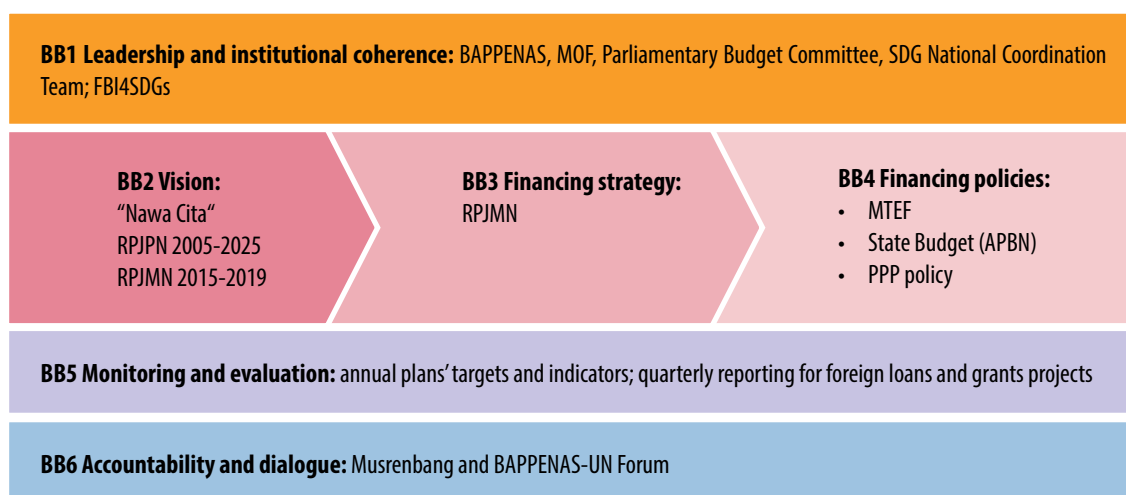 BB1 Leadership and institutional coherence: BAPPENAS, MOF, Parliamentary Budget Committee, SDG National Coordination
Team; FBI4SDGs
BB2 Vision:
“Nawa Cita“
RPJPN 2005-2025
RPJMN 2015-2019
BB3 Financing strategy:
RPJMN
BB4 Financing policies:
• MTEF
• State Budget (APBN)
• PPP policy
BB5 Monitoring and evaluation: annual plans’ targets and indicators; quarterly reporting for foreign loans and grants projects
BB6 Accountability and dialogue: Musrenbang and BAPPENAS-UN Forum